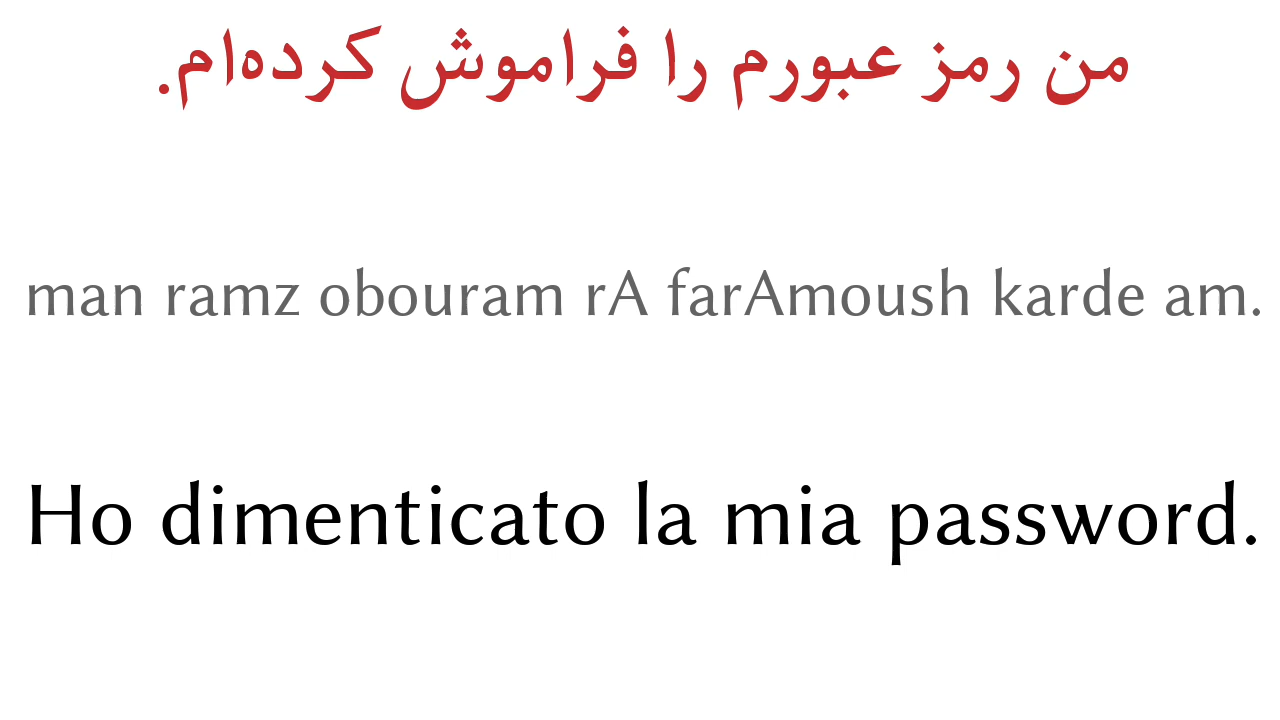 من رمز عبورم را فراموش کرده‌ام.
man ramz obouram rA farAmoush karde am.
Ho dimenticato la mia password.